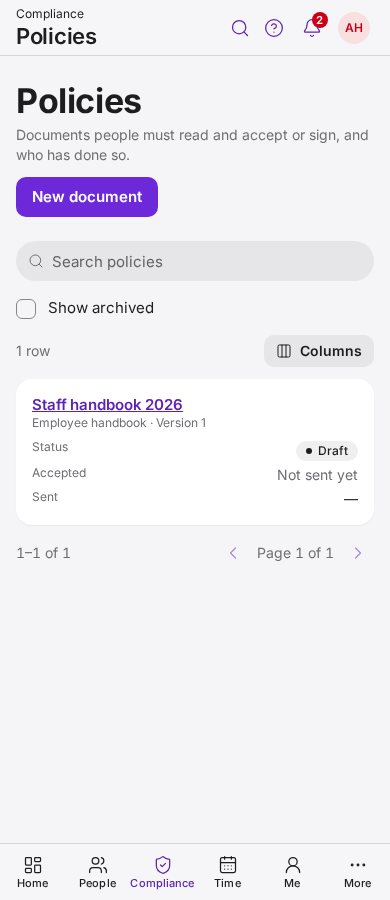 Compliance
Policies
2
AH
Policies
Documents people must read and accept or sign, and
who has done so.
New document
Search policies
Show archived
1 row
Columns
Staff handbook 2026
Employee handbook · Version 1
Status
Draft
Accepted
Not sent yet
Sent
—
1–1 of 1
Page 1 of 1
Home
People
Compliance
Time
Me
More